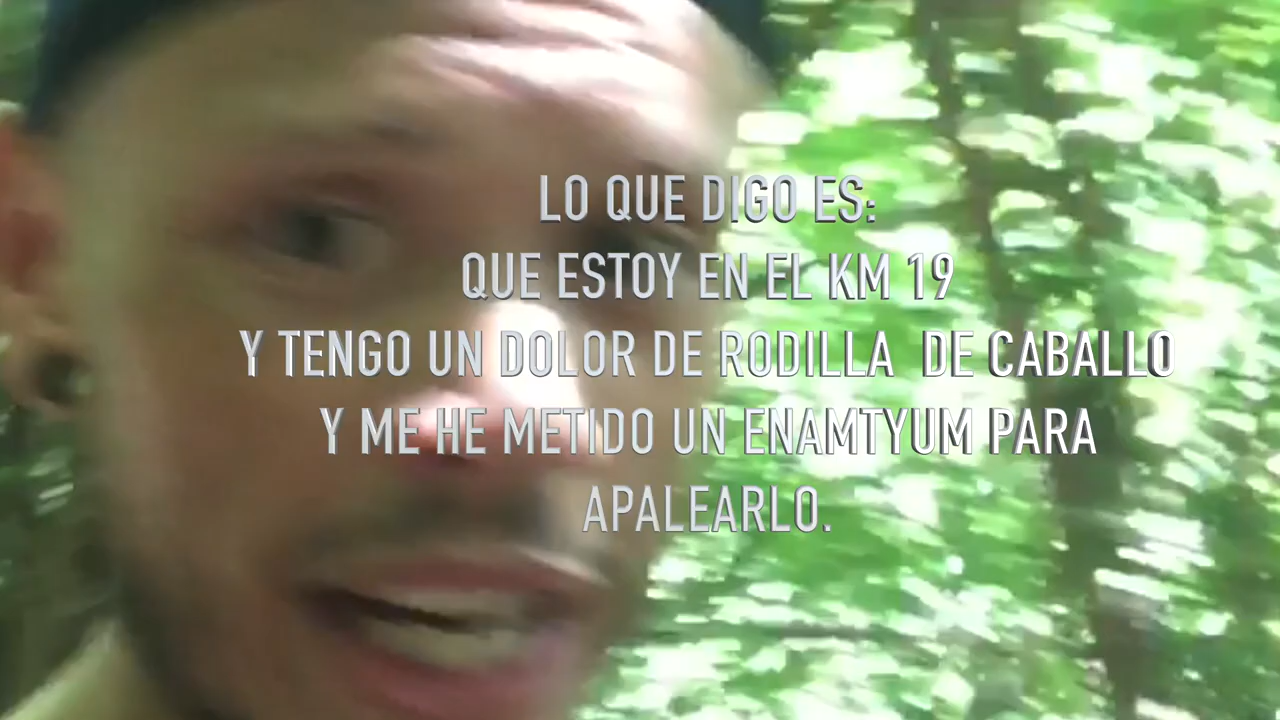 LO QUE DIGO ES:
QUE ESTOY EN EL KM 19
Y TENGO UN DOLOR DE RODILLA DE CABALLO
Y ME HE METIDO UN ENAMTYUM PARA
APALEARLO.